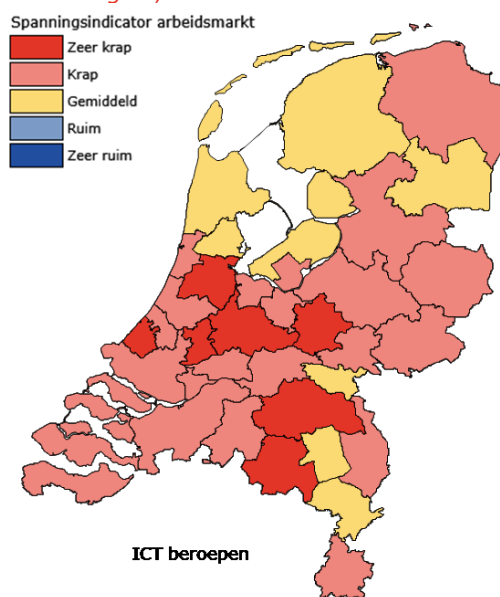 Spanningsindicator arbeidsmarkt
Zeer krap
Krap
Gemiddeld
Ruim
Zeer ruim
ICT beroepen